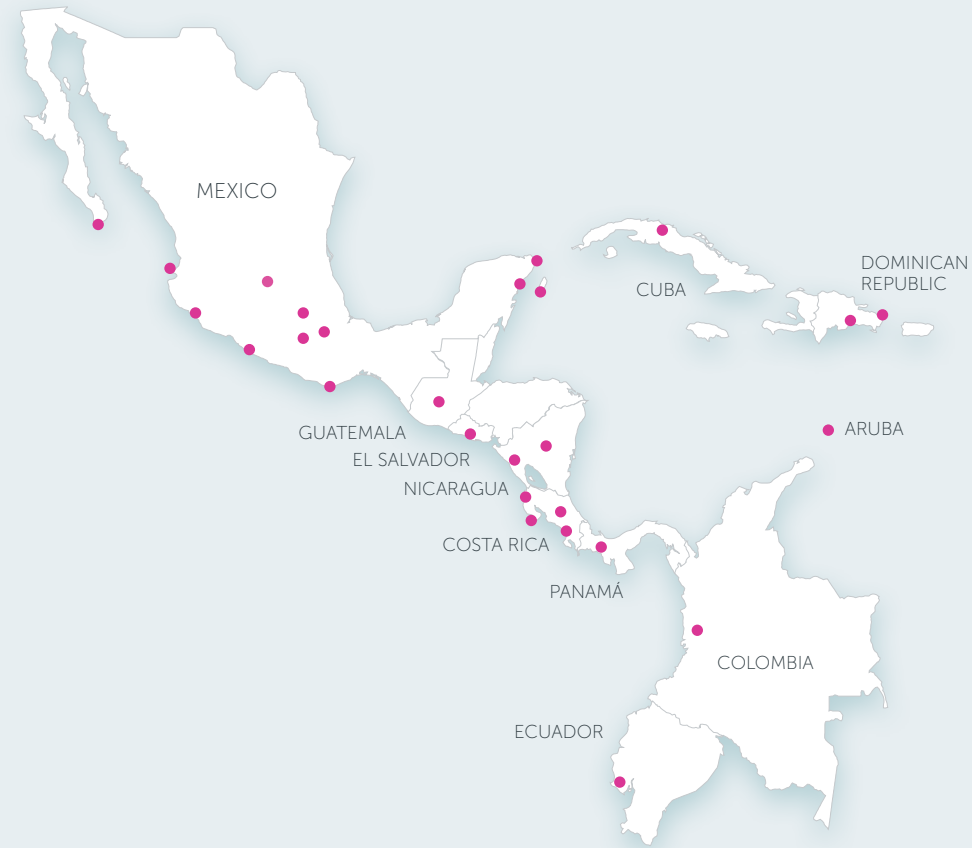 MEXICO
CUBA
DOMINICAN
REPUBLIC
ARUBA
GUATEMALA
EL SALVADOR
NICARAGUA
COSTA RICA
PANAMÁ
COLOMBIA
ECUADOR